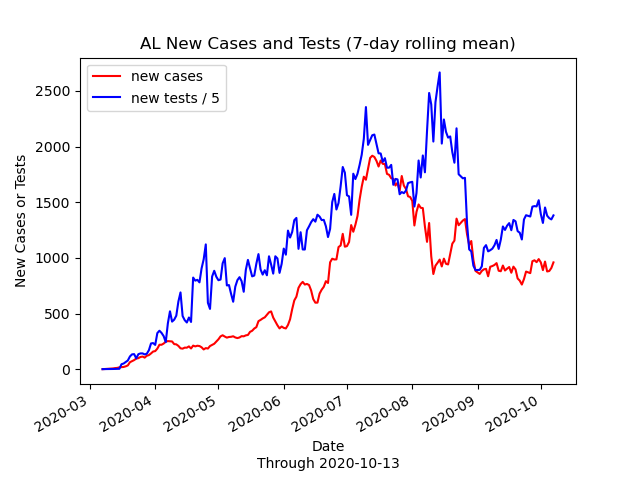 AL New Cases and Tests (7-day rolling mean)
new cases
new tests / 5
2500
2000
1500
1000
500
0
New Cases or Tests
2020-03
2020-04
2020-05
2020-06
2020-07
2020-08
2020-09
2020-10
Date
Through 2020-10-13